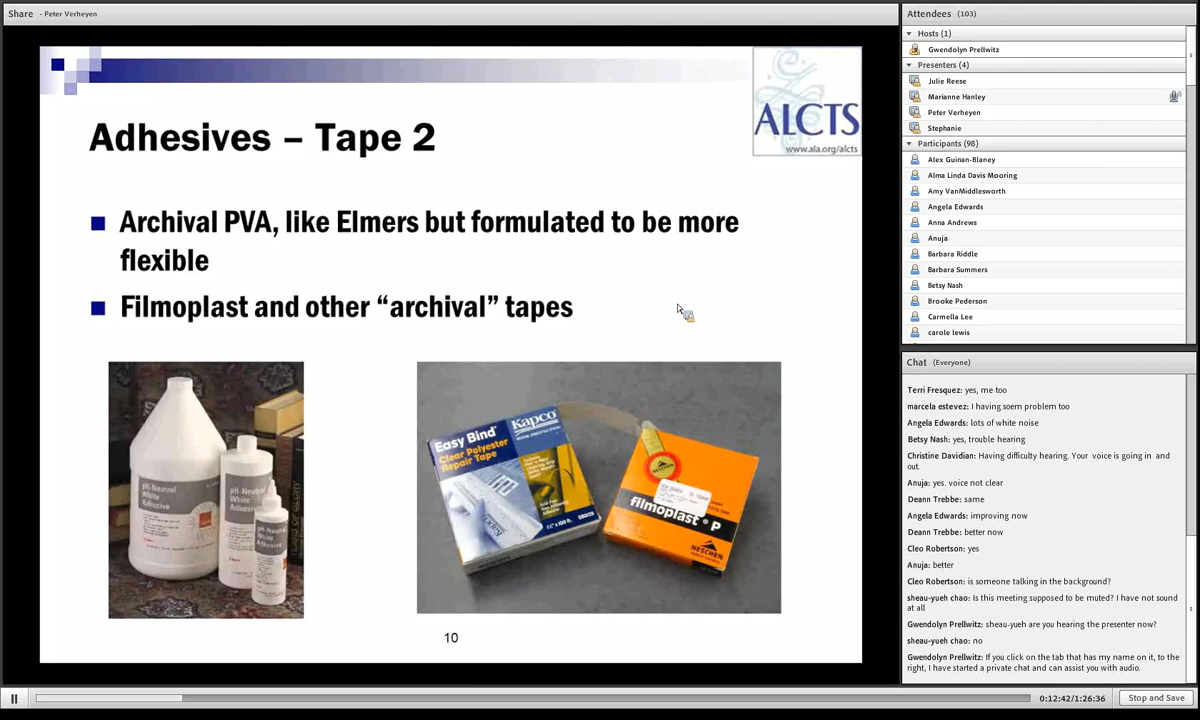 Share - Peter Verheyen
ALCTS
www.ala.org/alcts
Adhesives – Tape 2
Archival PVA, like Elmers but formulated to be more
flexible
Filmoplast and other “archival” tapes
pH-Neutral
White
Adhesive
pH-Neutral
White
Adhesive
pH-Neutral
White
Adhesive
Easy Bind
Kapco
Clear Polyester
Repair Tape
NESCHEN
filmoplast® P
NESCHEN
10
0:12:42/1:26:36
Stop and Save
Attendees (103)
Hosts (1)
Gwendolyn Prellwitz
Presenters (4)
Julie Reese
Marianne Hanley
Peter Verheyen
Stephanie
Participants (98)
Alex Guinan-Blaney
Alma Linda Davis Mooring
Amy VanMiddlesworth
Angela Edwards
Anna Andrews
Anuja
Barbara Riddle
Barbara Summers
Betsy Nash
Brooke Pederson
Carmella Lee
carole lewis
Chat (Everyone)
Terri Fresquez: yes, me too
marcela estevez: I having soem problem too
Angela Edwards: lots of white noise
Betsy Nash: yes, trouble hearing
Christine Davidian: Having difficulty hearing. Your voice is going in and
out.
Anuja: yes. voice not clear
Deann Trebbe: same
Angela Edwards: improving now
Deann Trebbe: better now
Cleo Robertson: yes
Anuja: better
Cleo Robertson: is someone talking in the background?
sheau-yueh chao: Is this meeting supposed to be muted? I have not sound
at all
Gwendolyn Prellwitz: sheau-yueh are you hearing the presenter now?
sheau-yueh chao: no
Gwendolyn Prellwitz: If you click on the tab that has my name on it, to the
right, I have started a private chat and can assist you with audio.